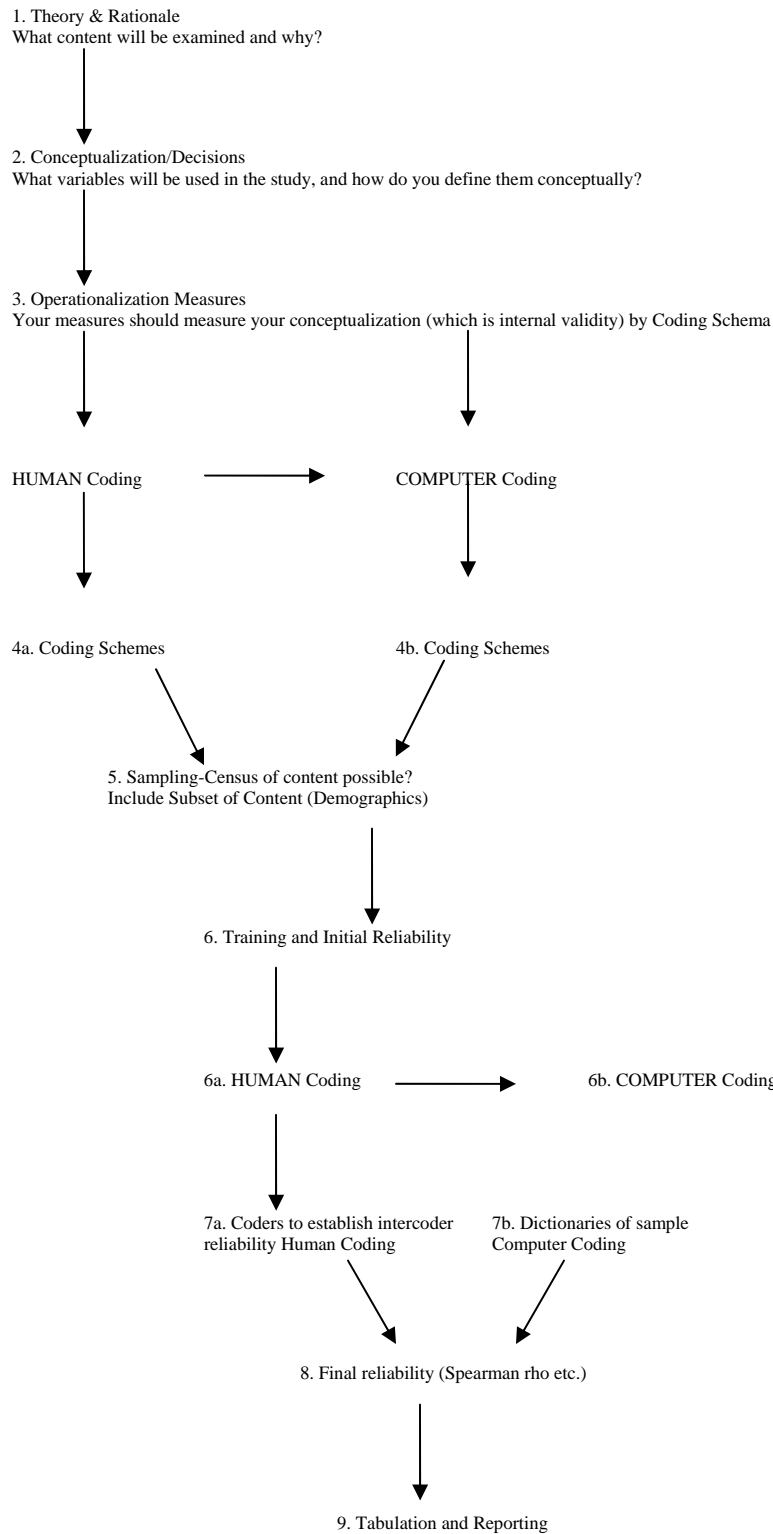 1. Theory & Rationale
What content will be examined and why?
2. Conceptualization/Decisions
What variables will be used in the study, and how do you define them conceptually?
3. Operationalization Measures
Your measures should measure your conceptualization (which is internal validity) by Coding Schema
HUMAN Coding
COMPUTER Coding
4a. Coding Schemes
4b. Coding Schemes
5. Sampling-Census of content possible?
Include Subset of Content (Demographics)
6. Training and Initial Reliability
6a. HUMAN Coding
6b. COMPUTER Coding
7a. Coders to establish intercoder
reliability Human Coding
7b. Dictionaries of sample
Computer Coding
8. Final reliability (Spearman rho etc.)
9. Tabulation and Reporting